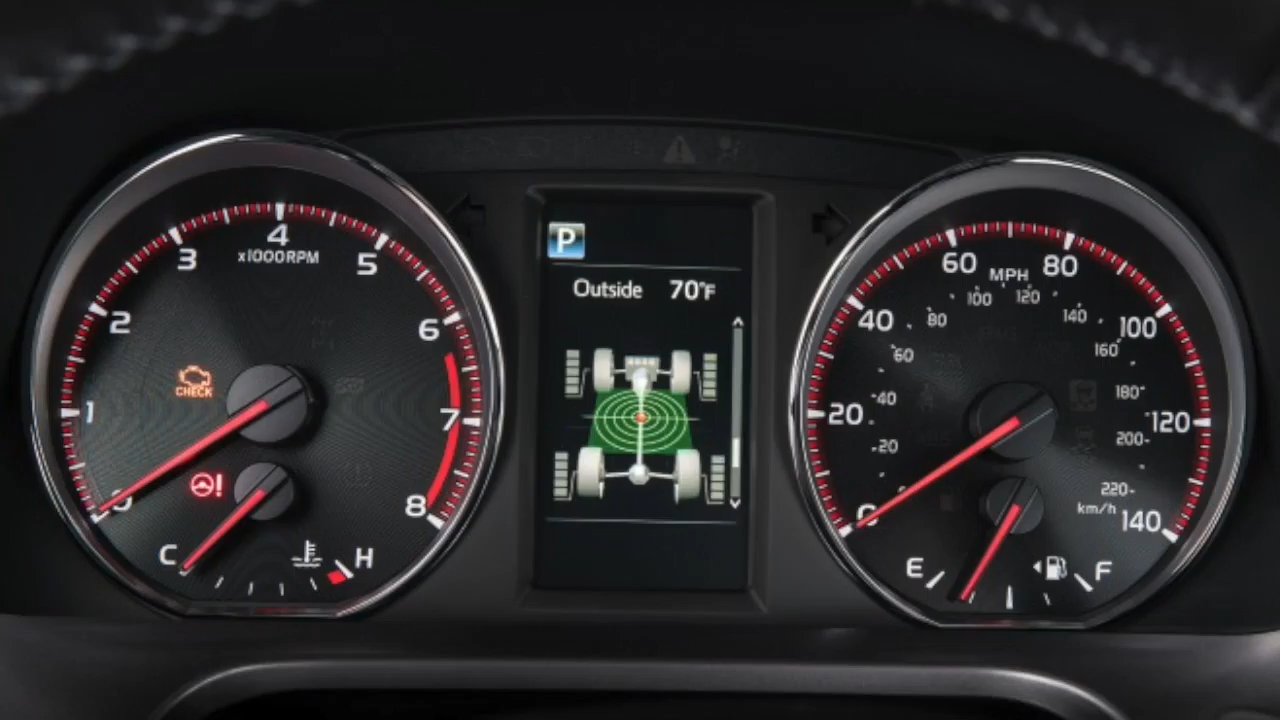 4
3
5
x1000RPM
2
6
CHECK
1
7
0
8
C
H
P
Outside 70°F
60 80
MPH
100 120
40 80 140 100
60 160
40 180
20 120
20 200
0 220
km/h 140
E F